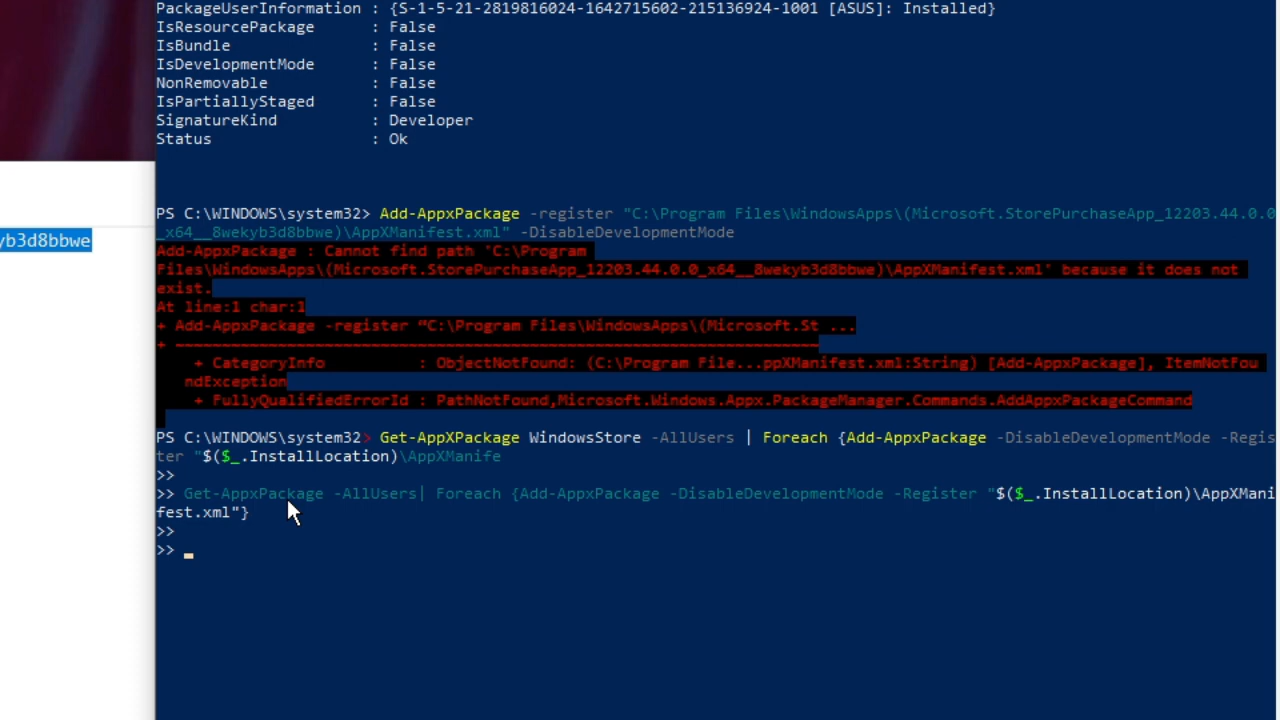 PackageUserInformation : {S-1-5-21-2819816024-1642715602-215136924-1001 [ASUS]: Installed}
IsResourcePackage : False
IsBundle : False
IsDevelopmentMode : False
NonRemovable : False
IsPartiallyStaged : False
SignatureKind : Developer
Status : Ok
PS C:\WINDOWS\system32> Add-AppxPackage -register "C:\Program Files\WindowsApps\(Microsoft.StorePurchaseApp_12203.44.0.0
_x64__8wekyb3d8bbwe)\AppXManifest.xml" -DisableDevelopmentMode
yb3d8bbwe
Add-AppxPackage : Cannot find path 'C:\Program
Files\WindowsApps\(Microsoft.StorePurchaseApp_12203.44.0.0_x64__8wekyb3d8bbwe)\AppXManifest.xml' because it does not
exist.
At line:1 char:1
+ Add-AppxPackage -register “C:\Program Files\WindowsApps\(Microsoft.St ...
+ ~~~~~~~~~~~~~~~~~~~~~~~~~~~~~~~~~~~~~~~~~~~~~~~~~~~~~~~~~~~~~~~~~~~~~
+ CategoryInfo : ObjectNotFound: (C:\Program File...ppXManifest.xml:String) [Add-AppxPackage], ItemNotFou
ndException
+ FullyQualifiedErrorId : PathNotFound,Microsoft.Windows.Appx.PackageManager.Commands.AddAppxPackageCommand
PS C:\WINDOWS\system32> Get-AppXPackage WindowsStore -AllUsers | Foreach {Add-AppxPackage -DisableDevelopmentMode -Regis
ter "$($_.InstallLocation)\AppXManife
>>
>> Get-AppxPackage -AllUsers| Foreach {Add-AppxPackage -DisableDevelopmentMode -Register "$($_.InstallLocation)\AppXMani
fest.xml"}
>>
>>